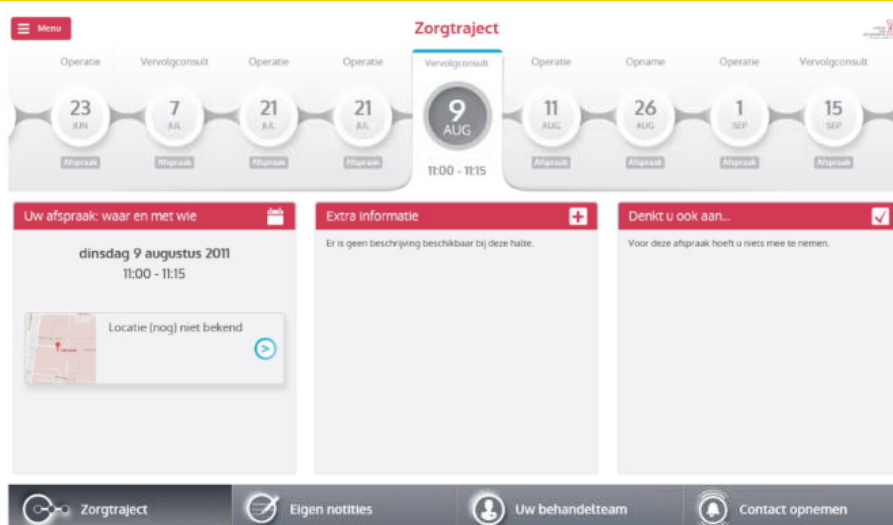 Menu
Zorgtraject
Operatie
Vervolgconsult
Operatie
Operatie
Vervolgconsult
Operatie
Opname
Operatie
Vervolgconsult
23
JUN
7
JUL
21
JUL
21
JUL
9
AUG
11
AUG
26
AUG
1
SEP
15
SEP
Afspraak
Afspraak
Afspraak
Afspraak
11:00 - 11:15
Afspraak
Afspraak
Afspraak
Afspraak
Uw afspraak: waar en met wie
dinsdag 9 augustus 2011
11:00 - 11:15
Locatie (nog) niet bekend
Extra informatie
Er is geen beschrijving beschikbaar bij deze halte.
Denkt u ook aan...
Voor deze afspraak hoeft u niets mee te nemen.
Zorgtraject
Eigen notities
Uw behandelteam
Contact opnemen